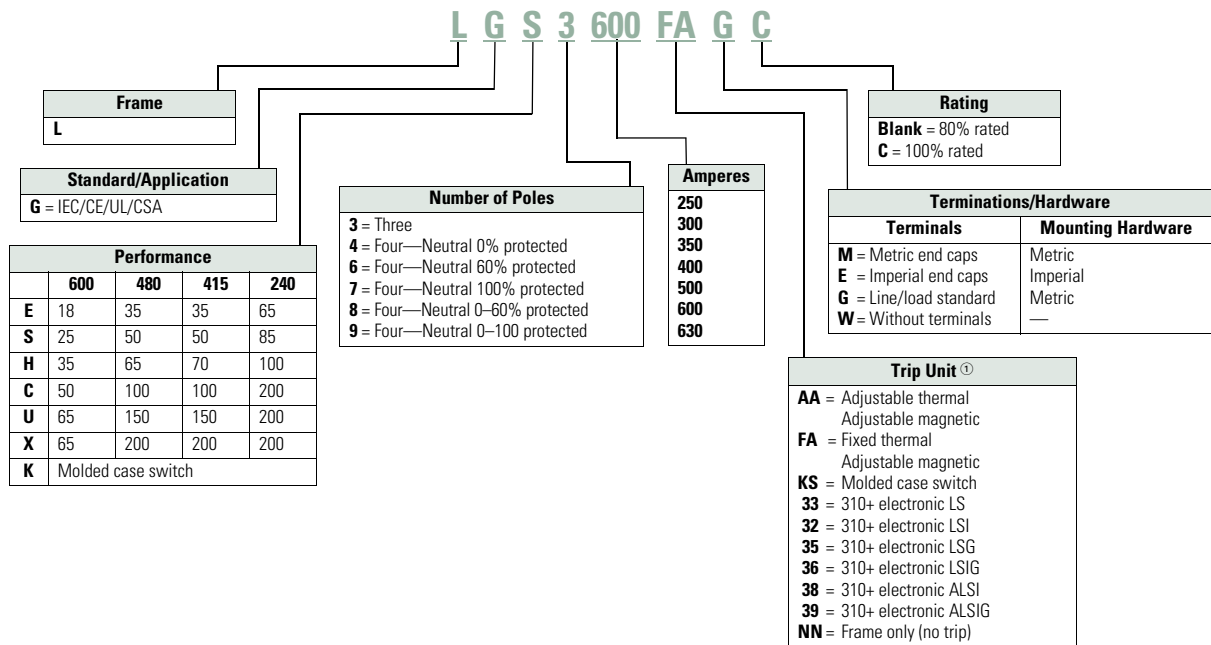 L G S 3 600 FA G C
Frame
L
Standard/Application
G = IEC/CE/UL/CSA
Performance
600 480 415 240
E 18 35 35 65
S 25 50 50 85
H 35 65 70 100
C 50 100 100 200
U 65 150 150 200
X 65 200 200 200
K Molded case switch
Number of Poles
3 = Three
4 = Four—Neutral 0% protected
6 = Four—Neutral 60% protected
7 = Four—Neutral 100% protected
8 = Four—Neutral 0–60% protected
9 = Four—Neutral 0–100 protected
Amperes
250
300
350
400
500
600
630
Rating
Blank = 80% rated
C = 100% rated
Terminations/Hardware
Terminals Mounting Hardware
M = Metric end caps Metric
E = Imperial end caps Imperial
G = Line/load standard Metric
W = Without terminals —
Trip Unit ①
AA = Adjustable thermal
Adjustable magnetic
FA = Fixed thermal
Adjustable magnetic
KS = Molded case switch
33 = 310+ electronic LS
32 = 310+ electronic LSI
35 = 310+ electronic LSG
36 = 310+ electronic LSIG
38 = 310+ electronic ALSI
39 = 310+ electronic ALSIG
NN = Frame only (no trip)